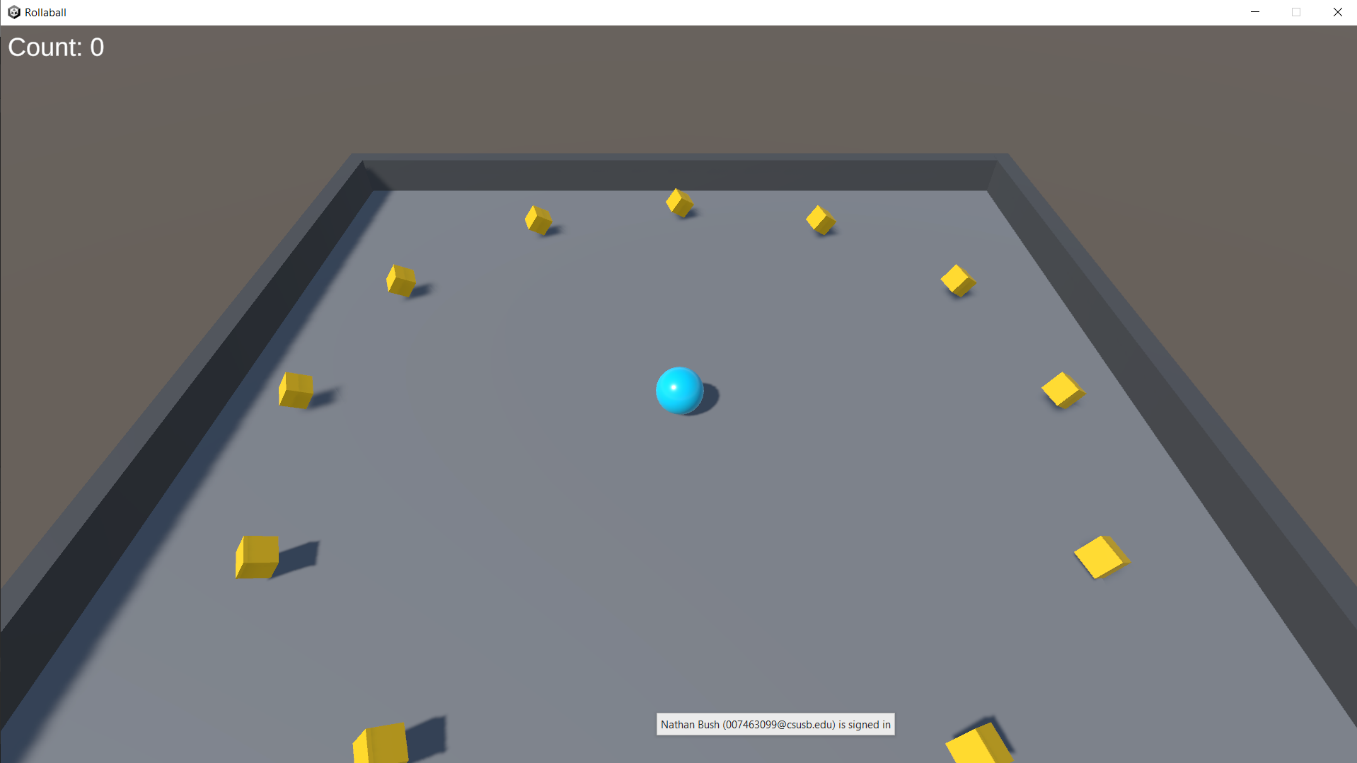 Rollaball
Count: 0
Nathan Bush (007463099@csusb.edu) is signed in